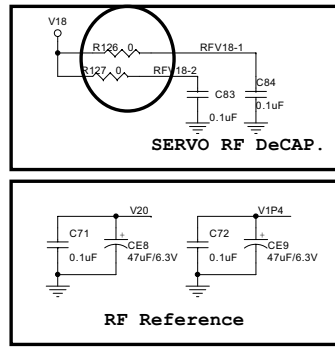 V18
R126 0 RFV18-1
R127 0 RFV18-2
C83 C84
0.1uF 0.1uF
SERVO RF DeCAP.
V20 V1P4
C71 + CE8 C72 + CE9
0.1uF 47uF/6.3V 0.1uF 47uF/6.3V
RF Reference